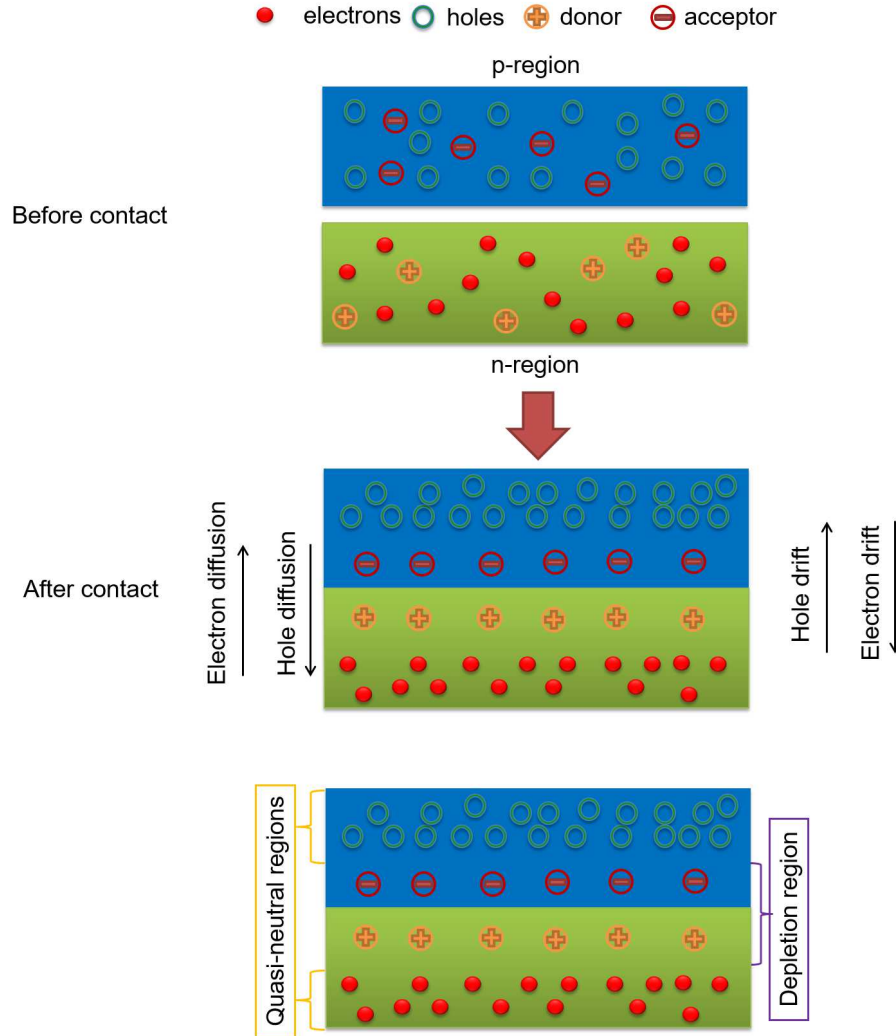 electrons holes donor acceptor
p-region
Before contact
n-region
After contact
Electron diffusion
Hole diffusion
Hole drift
Electron drift
Quasi-neutral regions
Depletion region